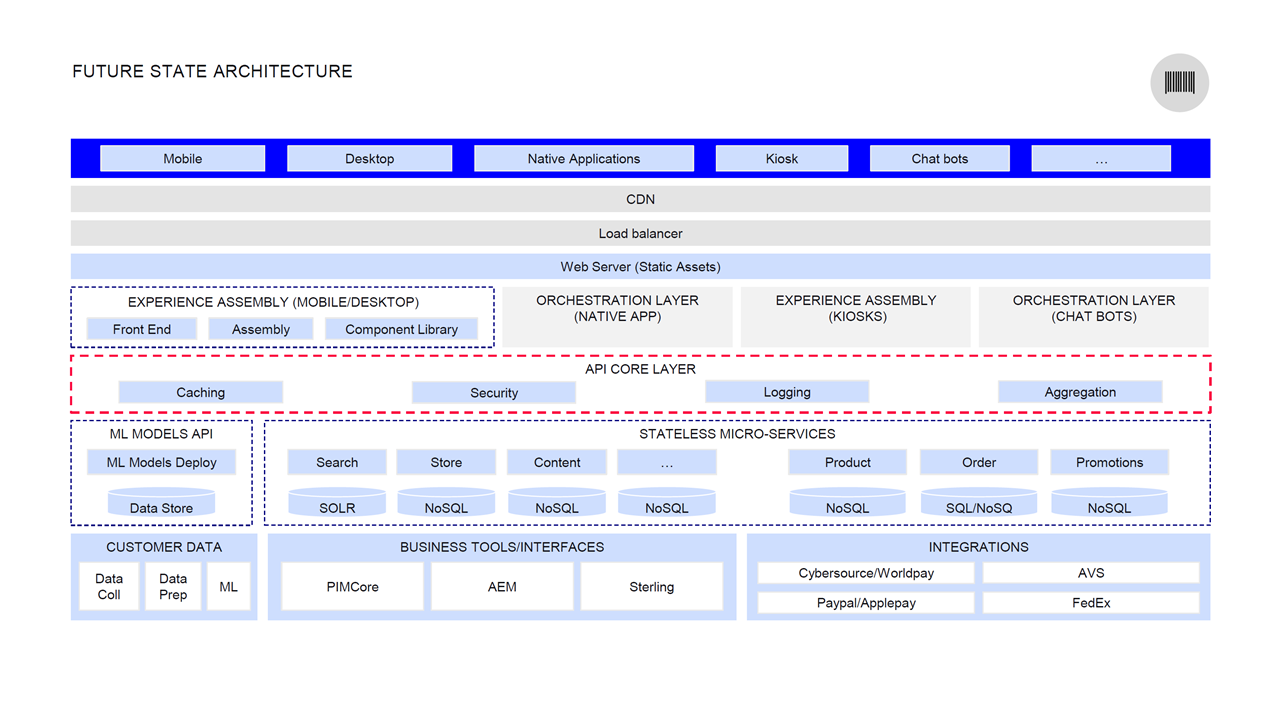 FUTURE STATE ARCHITECTURE
Mobile
Desktop
Native Applications
Kiosk
Chat bots
...
CDN
Load balancer
Web Server (Static Assets)
EXPERIENCE ASSEMBLY (MOBILE/DESKTOP)
Front End
Assembly
Component Library
ORCHESTRATION LAYER
(NATIVE APP)
EXPERIENCE ASSEMBLY
(KIOSKS)
ORCHESTRATION LAYER
(CHAT BOTS)
API CORE LAYER
Caching
Security
Logging
Aggregation
ML MODELS API
ML Models Deploy
Data Store
STATELESS MICRO-SERVICES
Search
Store
Content
...
Product
Order
Promotions
SOLR
NoSQL
NoSQL
NoSQL
NoSQL
SQL/NoSQ
NoSQL
CUSTOMER DATA
Data
Coll
Data
Prep
ML
BUSINESS TOOLS/INTERFACES
PIMCore
AEM
Sterling
INTEGRATIONS
Cybersource/Worldpay
AVS
Paypal/Applepay
FedEx